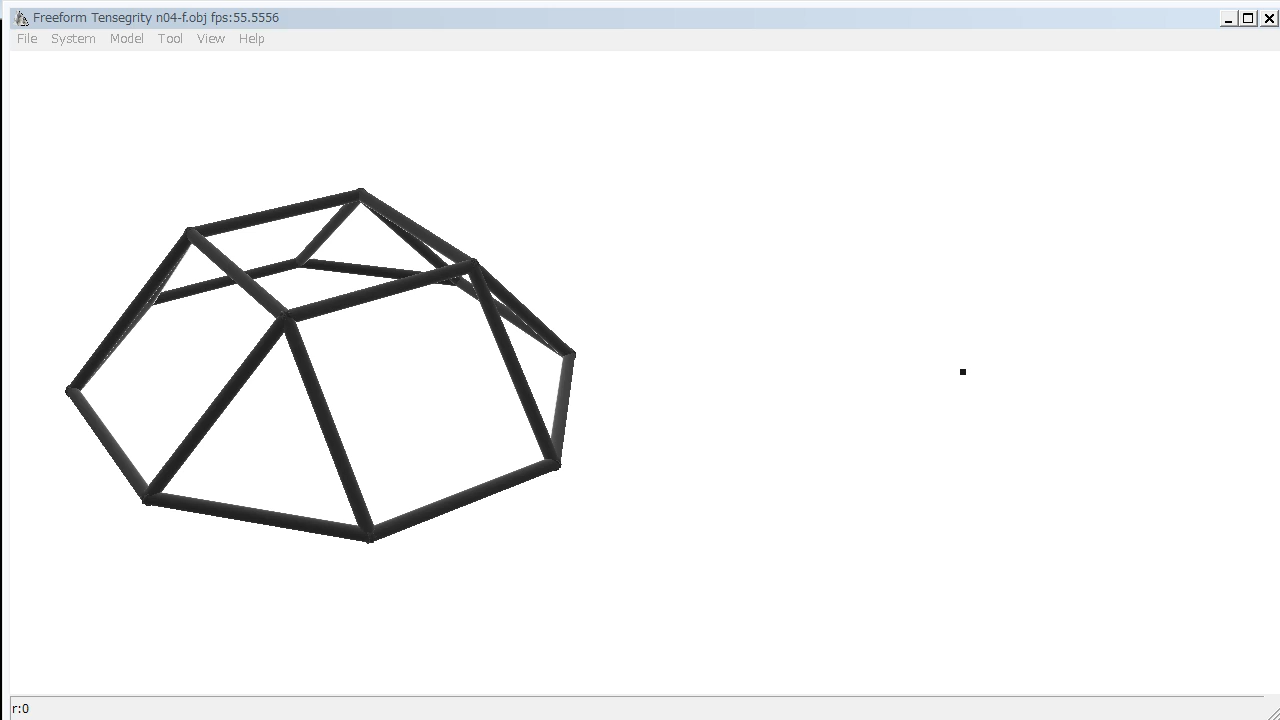 Freeform Tensegrity n04-f.obj fps:55.5556
File System Model Tool View Help
r:0